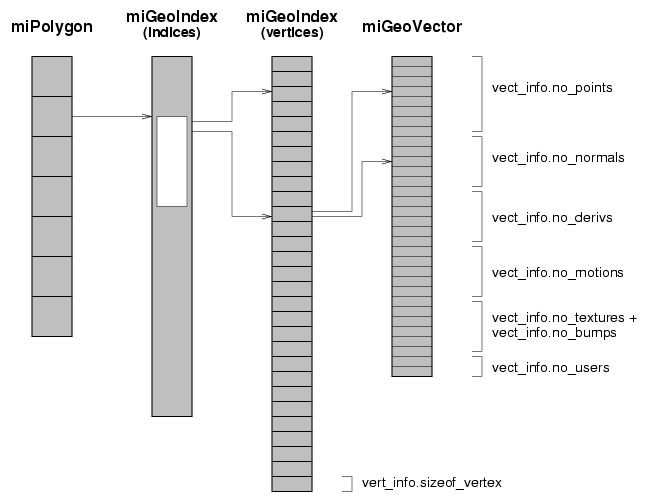 miPolygon
miGeoIndex
(indices)
miGeoIndex
(vertices)
miGeoVector
vect_info.no_points
vect_info.no_normals
vect_info.no_derivs
vect_info.no_motions
vect_info.no_textures +
vect_info.no_bumps
vect_info.no_users
vert_info.sizeof_vertex